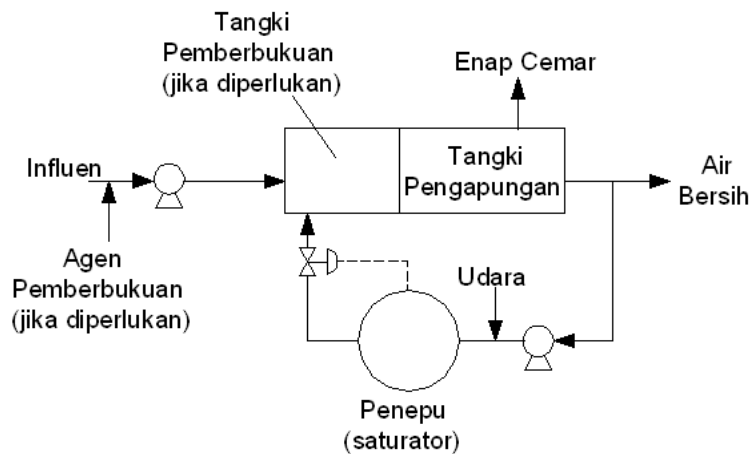 Tangki
Pemberbukuan
(jika diperlukan)
Enap Cemar
Influen
Tangki
Pengapungan
Air
Bersih
Agen
Pemberbukuan
(jika diperlukan)
Udara
Penepu
(saturator)